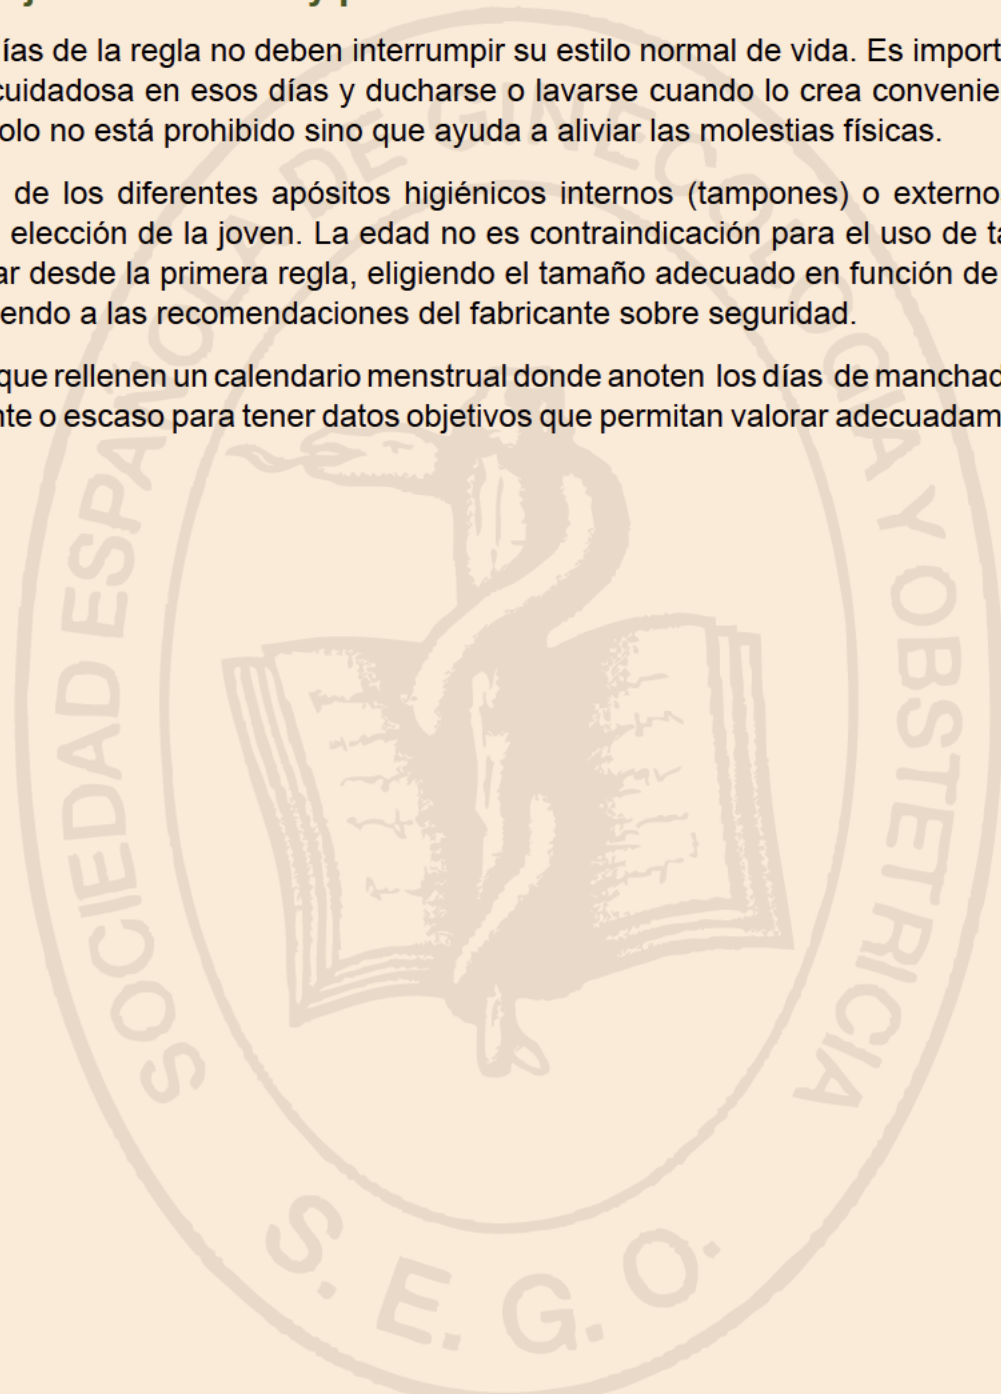 ías de la regla no deben interrumpir su estilo normal de vida. Es import
cuidadosa en esos días y ducharse o lavarse cuando lo crea convenie
olo no está prohibido sino que ayuda a aliviar las molestias físicas.
de los diferentes apósitos higiénicos internos (tampones) o externo
elección de la joven. La edad no es contraindicación para el uso de ta
ar desde la primera regla, eligiendo el tamaño adecuado en función de
endo a las recomendaciones del fabricante sobre seguridad.
que rellenen un calendario menstrual donde anoten los días de manchad
nte o escaso para tener datos objetivos que permitan valorar adecuadam
SOCIEDAD ESPAÑOLA DE GINECOLOGIA Y OBSTETRICIA
S. E. G. O.